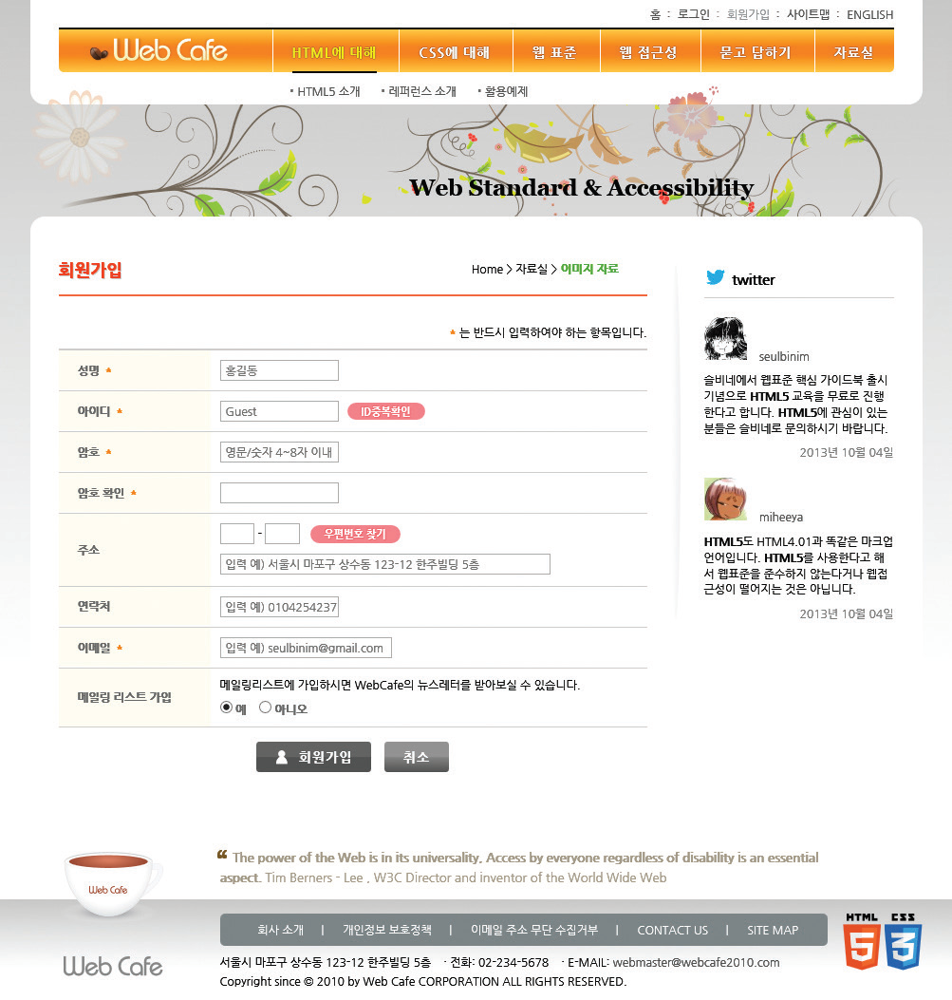 홈 : 로그인 : 회원가입 : 사이트맵 : ENGLISH
Web Cafe HTML에 대해 CSS에 대해 웹 표준 웹 접근성 묻고 답하기 자료실
HTML5 소개 레퍼런스 소개 활용예제
Web Standard & Accessibility
회원가입 Home > 자료실 > 이미지 자료
* 는 반드시 입력하여야 하는 항목입니다.
성명 * 홍길동
아이디 * Guest ID중복확인
암호 * 영문/숫자 4~8자 이내
암호 확인 *
주소 - 우편번호 찾기
입력 예) 서울시 마포구 상수동 123-12 한주빌딩 5층
연락처 입력 예) 0104254237
이메일 * 입력 예) seulbinim@gmail.com
메일링 리스트 가입 메일링리스트에 가입하시면 WebCafe의 뉴스레터를 받아보실 수 있습니다.
예 아니오
회원가입 취소
twitter
seulbinim
슬비네에서 웹표준 핵심 가이드북 출시
기념으로 HTML5 교육을 무료로 진행
한다고 합니다. HTML5에 관심이 있는
분들은 슬비네로 문의하시기 바랍니다.
2013년 10월 04일
miheeya
HTML5도 HTML4.01과 똑같은 마크업
언어입니다. HTML5를 사용한다고 해
서 웹표준을 준수하지 않는다거나 웹접
근성이 떨어지는 것은 아닙니다.
2013년 10월 04일
“ The power of the Web is in its universality. Access by everyone regardless of disability is an essential
aspect. Tim Berners - Lee , W3C Director and inventor of the World Wide Web
Web Cafe
회사 소개 | 개인정보 보호정책 | 이메일 주소 무단 수집거부 | CONTACT US | SITE MAP
HTML CSS
5 3
Web Cafe
서울시 마포구 상수동 123-12 한주빌딩 5층 · 전화: 02-234-5678 · E-MAIL: webmaster@webcafe2010.com
Copyright since © 2010 by Web Cafe CORPORATION ALL RIGHTS RESERVED.